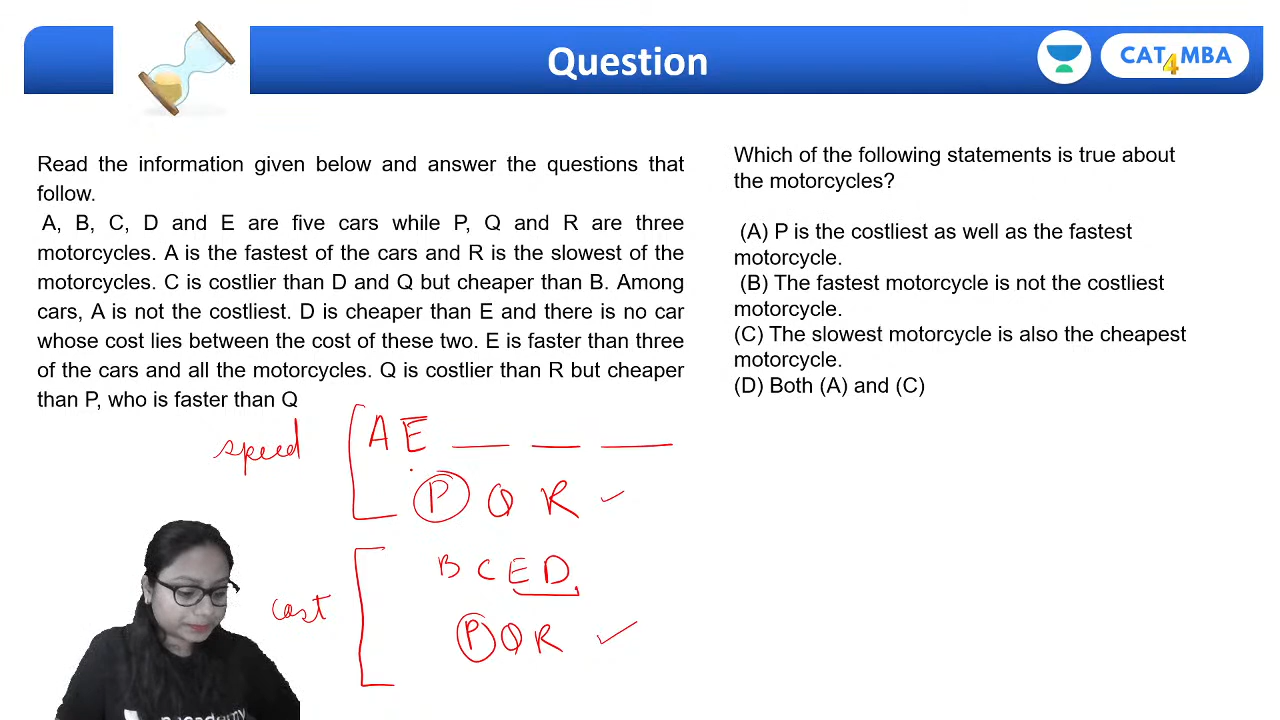 Question
CAT4MBA
Read the information given below and answer the questions that
follow.
A, B, C, D and E are five cars while P, Q and R are three
motorcycles. A is the fastest of the cars and R is the slowest of the
motorcycles. C is costlier than D and Q but cheaper than B. Among
cars, A is not the costliest. D is cheaper than E and there is no car
whose cost lies between the cost of these two. E is faster than three
of the cars and all the motorcycles. Q is costlier than R but cheaper
than P, who is faster than Q
speed
A E
P Q R
cost
B C E D
P Q R
Which of the following statements is true about
the motorcycles?
(A) P is the costliest as well as the fastest
motorcycle.
(B) The fastest motorcycle is not the costliest
motorcycle.
(C) The slowest motorcycle is also the cheapest
motorcycle.
(D) Both (A) and (C)